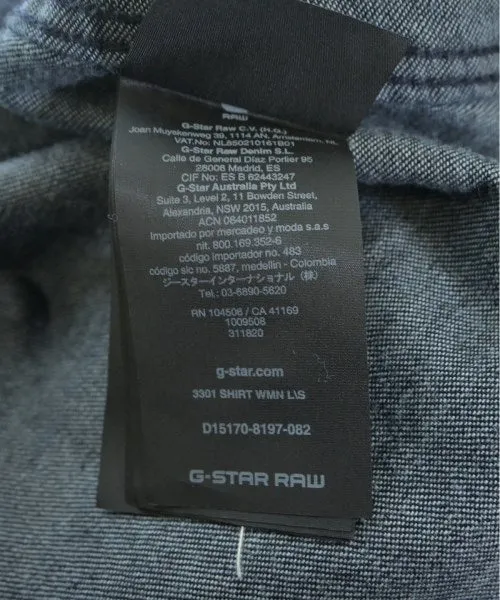 RAW
G-Star Raw C.V. (H.O.)
Joan Muyskenweg 39, 1114 AN. Amsterdam, NL
VAT.No: NL850210161B01
G-Star Raw Denim S.L.
Calle de General Díaz Porlier 95
28006 Madrid, ES
CIF No: ES B 62443247
G-Star Australia Pty Ltd
Suite 3, Level 2, 11 Bowden Street,
Alexandria, NSW 2015, Australia
ACN 084011852
Importado por mercadeo y moda s.a.s
nit. 800.169.352-6
código importador no. 483
código sic no. 5887, medellin - Colombia
ジースターインターナショナル (株)
Tel.: 03-6890-5620
RN 104506 / CA 41169
1009508
311820
g-star.com
3301 SHIRT WMN L\S
D15170-8197-082
G-STAR RAW